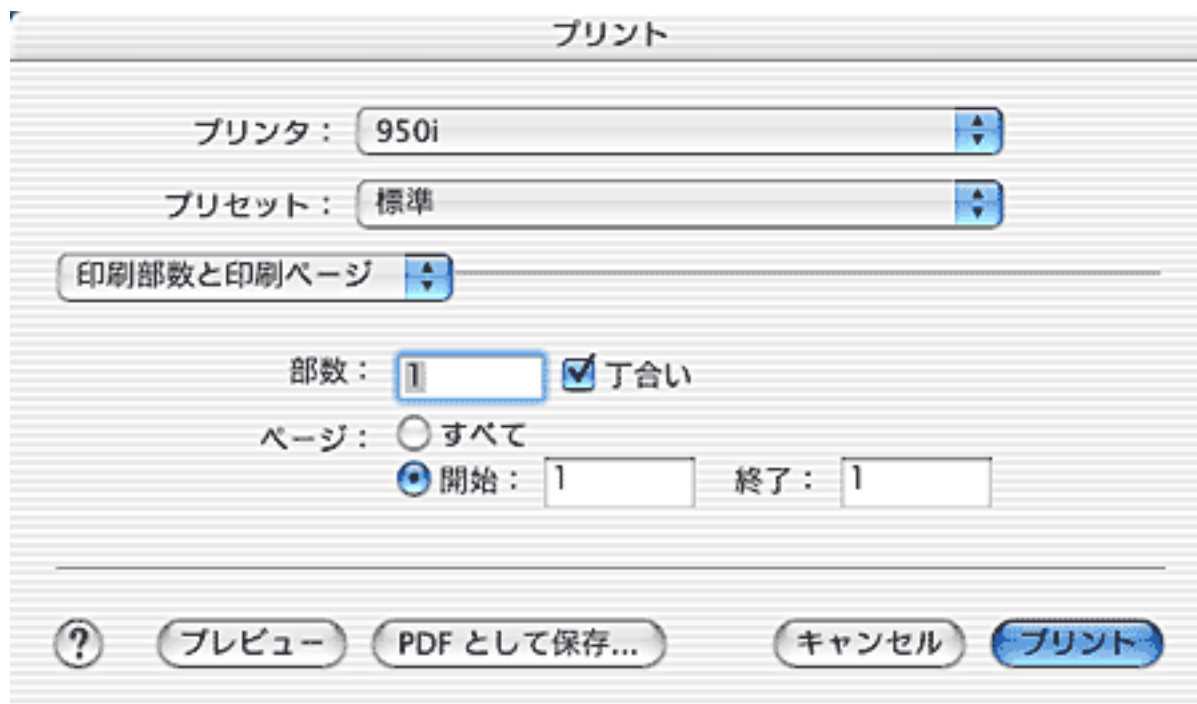 プリント
プリンタ： 950i
プリセット： 標準
印刷部数と印刷ページ
部数： 1 丁合い
ページ： すべて
開始： 1 終了： 1
? プレビュー PDF として保存... キャンセル プリント